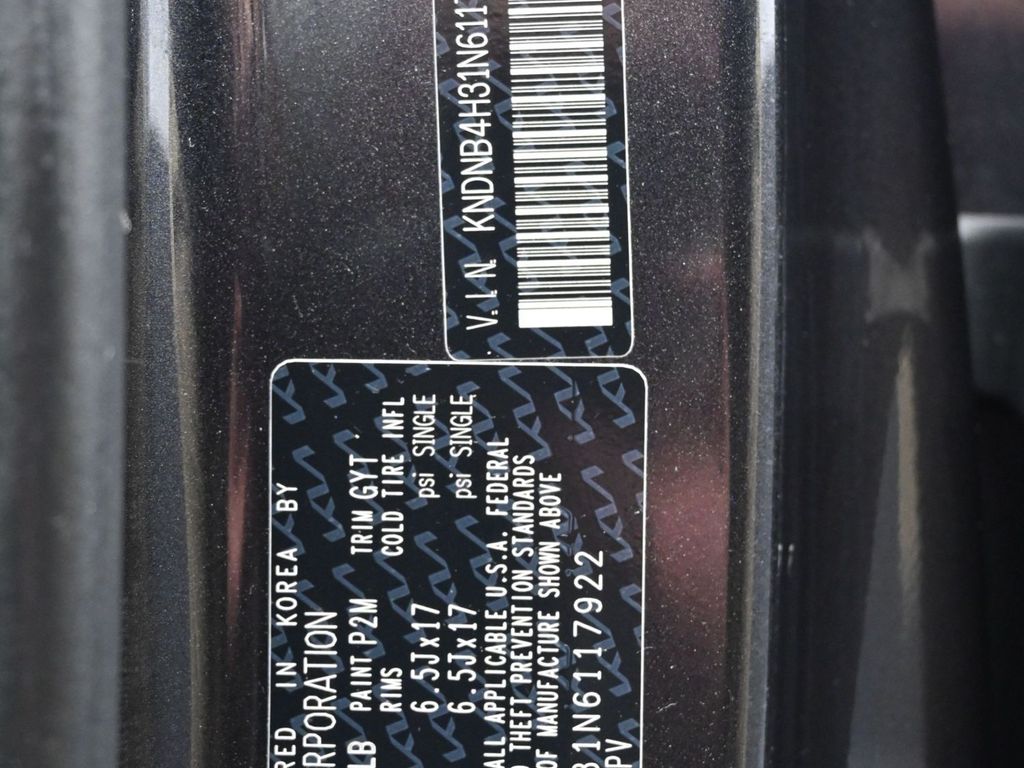 V.I.N. KNDNB4H31N611
RED IN KOREA BY
RPORATION
LB PAINT P2M TRIM GYT
RIMS COLD TIRE INFL
6.5Jx17 psi SINGLE
6.5Jx17 psi SINGLE
ALL APPLICABLE U.S.A. FEDERAL
THEFT PREVENTION STANDARDS
OF MANUFACTURE SHOWN ABOVE
31N6117922
PV